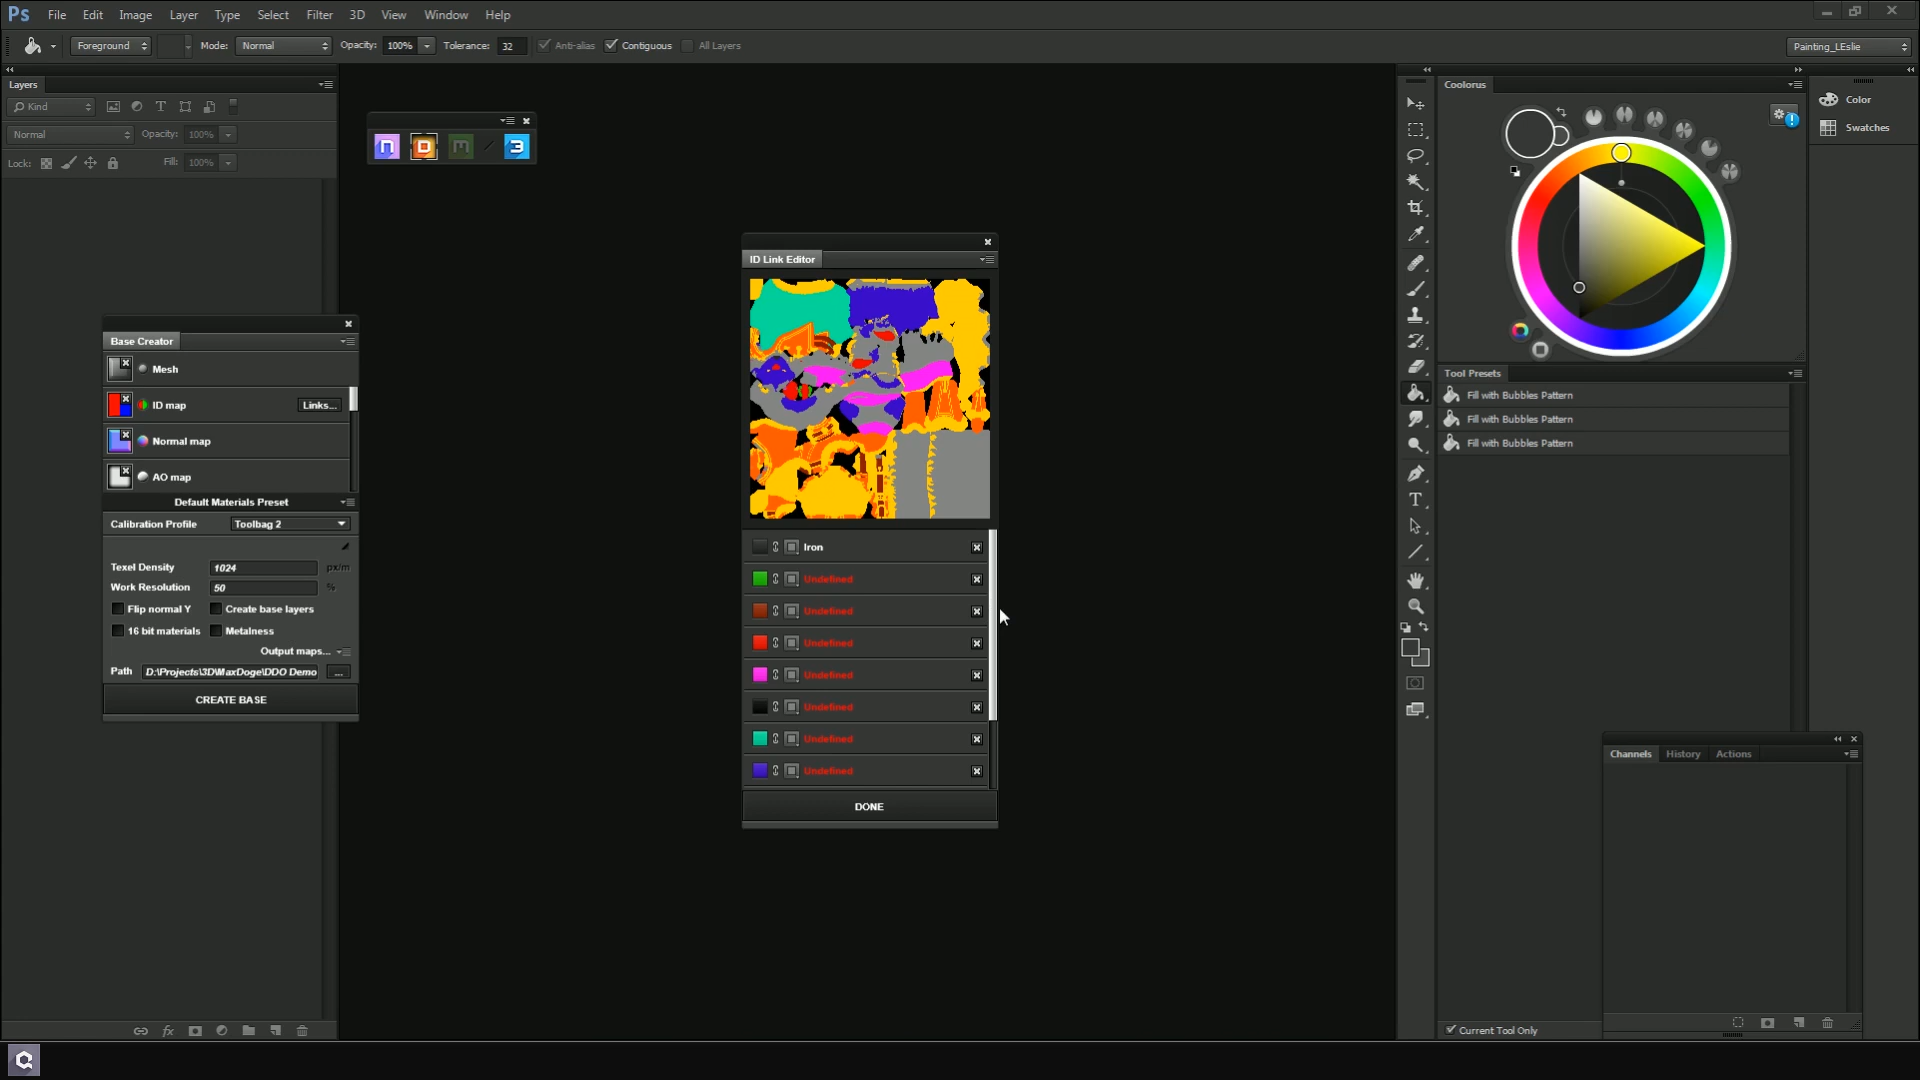 Ps File Edit Image Layer Type Select Filter 3D View Window Help
Foreground Mode: Normal Opacity: 100% Tolerance: 32 Anti-alias Contiguous All Layers Painting_LEslie
Layers
Kind T
Normal Opacity: 100%
Lock: Fill: 100%
n D m 3
Coolorus
Color
Swatches
Base Creator
Mesh
ID map Links...
Normal map
AO map
Default Materials Preset
Calibration Profile Toolbag 2
Texel Density 1024 px/m
Work Resolution 50 %
Flip normal Y Create base layers
16 bit materials Metalness
Output maps...
Path D:\Projects\3D\MaxDoge\DDO Demo ...
CREATE BASE
ID Link Editor
Iron
Undefined
Undefined
Undefined
Undefined
Undefined
Undefined
Undefined
DONE
Tool Presets
Fill with Bubbles Pattern
Fill with Bubbles Pattern
Fill with Bubbles Pattern
T
Channels History Actions
fx
Current Tool Only